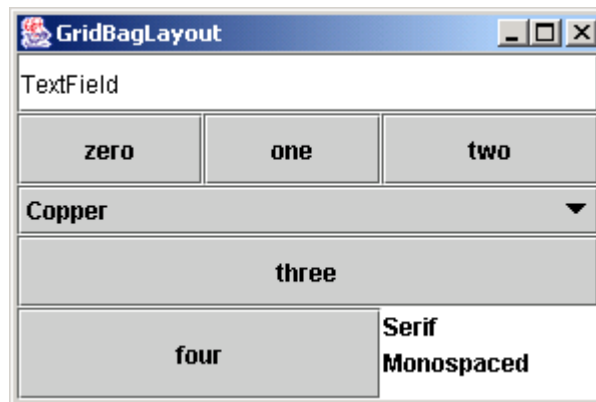 GridBagLayout
TextField
zero one two
Copper
three
four
Serif
Monospaced